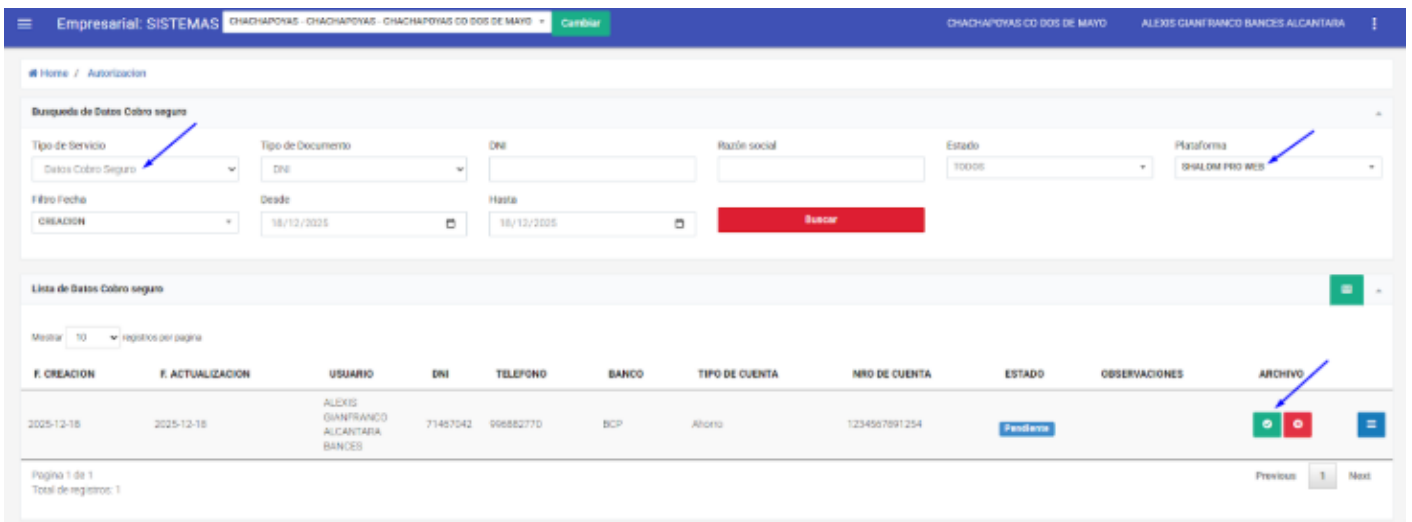 Empresarial: SISTEMAS CHACHAPOYAS - CHACHAPOYAS - CHACHAPOYAS CO DOS DE MAYO Cambiar CHACHAPOYAS CO DOS DE MAYO ALEXIS GIANFRANCO BANCES ALCANTARA
Home / Autorizacion
Busqueda de Datos Cobro seguro
Tipo de Servicio Tipo de Documento DNI Razón social Estado Plataforma
Datos Cobro Seguro DNI TODOS SHALOM PRO WEB
Filtro Fecha Desde Hasta
CREACION 18/12/2025 18/12/2025 Buscar
Lista de Datos Cobro seguro
Mostrar 10 registros por pagina
F. CREACION F. ACTUALIZACION USUARIO DNI TELEFONO BANCO TIPO DE CUENTA NRO DE CUENTA ESTADO OBSERVACIONES ARCHIVO
2025-12-18 2025-12-18 ALEXIS GIANFRANCO ALCANTARA BANCES 71467042 996882770 BCP Ahorro 1234567891254 Pendiente
Pagina 1 de 1 Previous 1 Next
Total de registros: 1